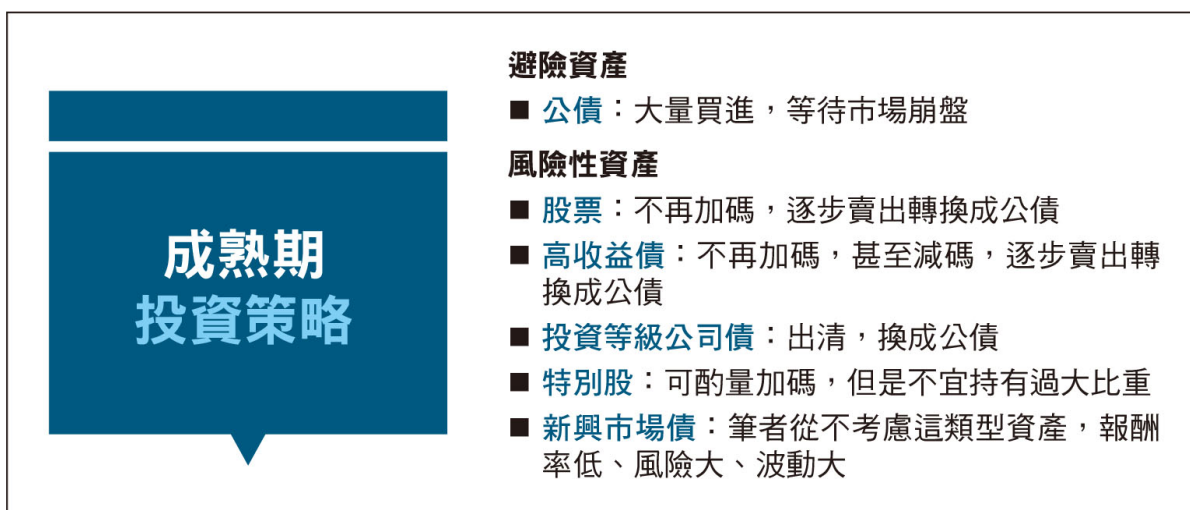 成熟期
投資策略
避險資產
■ 公債：大量買進，等待市場崩盤
風險性資產
■ 股票：不再加碼，逐步賣出轉換成公債
■ 高收益債：不再加碼，甚至減碼，逐步賣出轉
換成公債
■ 投資等級公司債：出清，換成公債
■ 特別股：可酌量加碼，但是不宜持有過大比重
■ 新興市場債：筆者從不考慮這類型資產，報酬
率低、風險大、波動大